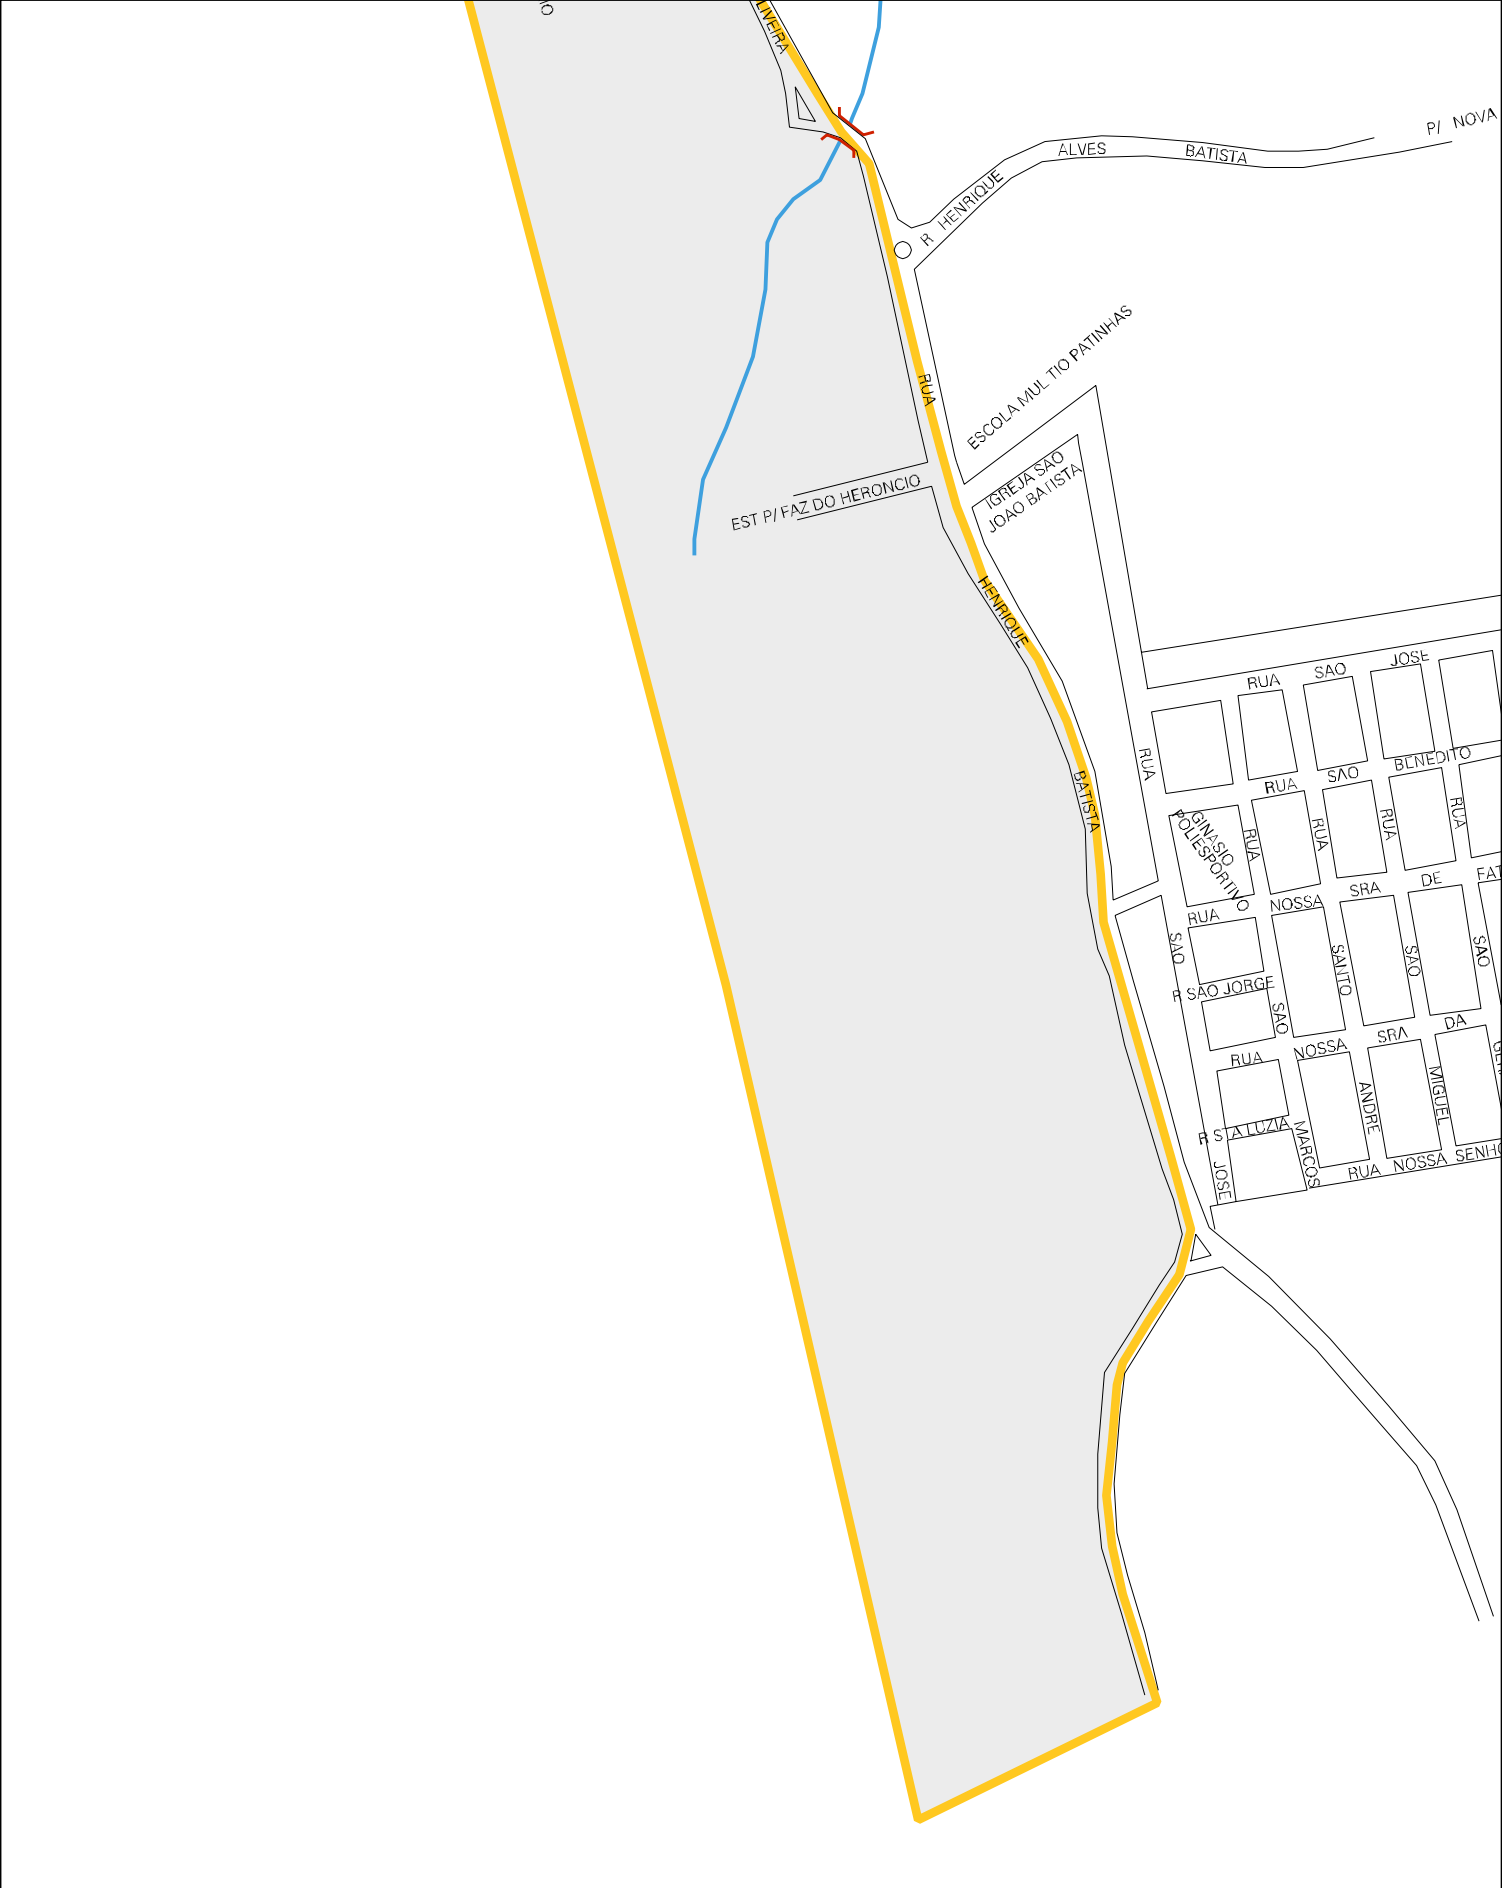 LIVEIRA
P/ NOVA
R HENRIQUE ALVES BATISTA
RUA HENRIQUE BATISTA
ESCOLA MUL TIO PATINHAS
IGREJA SAO
JOAO BATISTA
EST P/ FAZ DO HERONCIO
RUA SAO JOSE
RUA SAO BENEDITO
GINASIO
POLIESPORTIVO
RUA NOSSA SRA DE FAT
R SAO JORGE
RUA NOSSA SRA DA
R STA LUZIA
RUA NOSSA SENHO
RUA SAO JOSE
RUA SAO MARCOS
RUA SANTO ANDRE
RUA SAO MIGUEL
RUA SAO